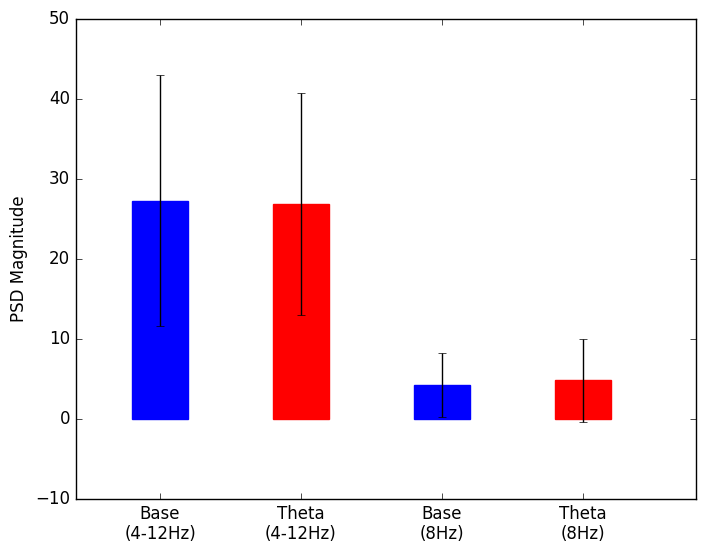 50
40
30
20
10
0
−10
PSD Magnitude
Base
(4-12Hz)
Theta
(4-12Hz)
Base
(8Hz)
Theta
(8Hz)